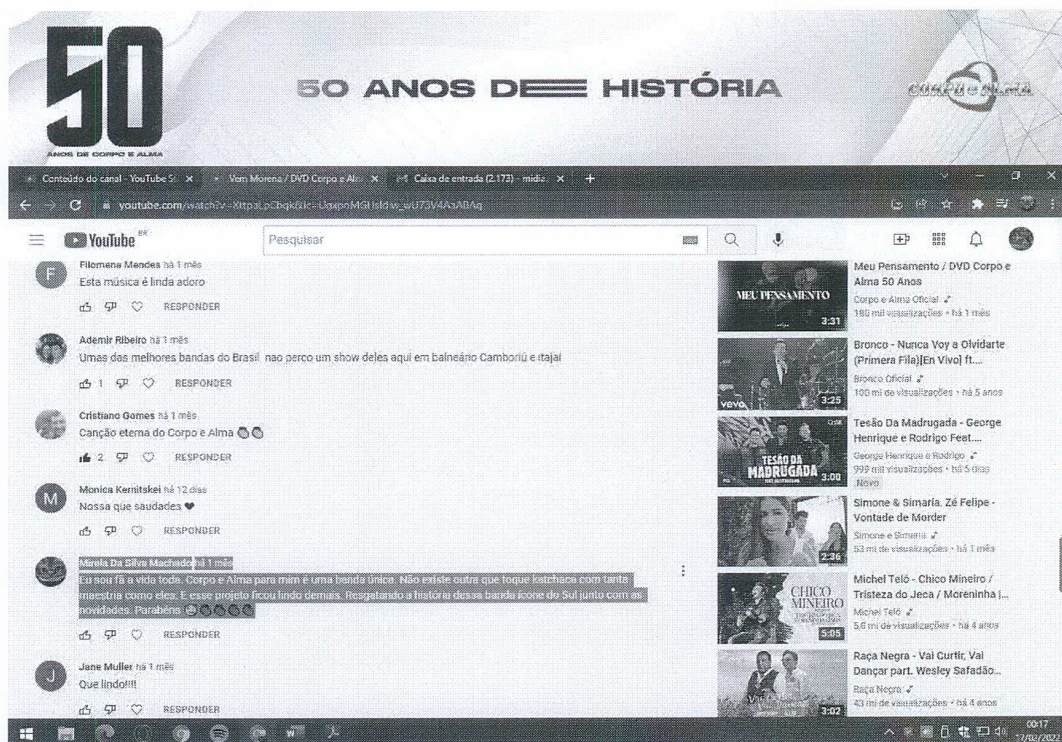 50
ANOS DE CORPO E ALMA
50 ANOS DE HISTÓRIA
CORPO e ALMA
Conteúdo do canal - YouTube St
Vem Morena / DVD Corpo e Alm
Caixa de entrada (2.173) - midia
YouTube BR
Pesquisar
F
Filomena Mendes há 1 mês
Esta música é linda adoro
RESPONDER
Ademir Ribeiro há 1 mês
Umas das melhores bandas do Brasil nao perco um show deles aqui em balneário Camboriú e itajaí
1 RESPONDER
Cristiano Gomes há 1 mês
Canção eterna do Corpo e Alma
2 RESPONDER
M
Monica Kernitskei há 12 dias
Nossa que saudades ❤
RESPONDER
Mirela Da Silva Machado há 1 mês
Eu sou fã a vida toda. Corpo e Alma para mim é uma banda única. Não existe outra que toque katchaca com tanta
maestria como eles. E esse projeto ficou lindo demais. Resgatando a história dessa banda ícone do Sul junto com as
novidades. Parabéns
RESPONDER
J
Jane Muller há 1 mês
Que lindo!!!!
RESPONDER
MEU PENSAMENTO
3:31
Meu Pensamento / DVD Corpo e
Alma 50 Anos
Corpo e Alma Oficial
180 mil visualizações • há 1 mês
vevo
3:25
Bronco - Nunca Voy a Olvidarte
(Primera Fila)[En Vivo] ft....
Bronco Oficial
100 mi de visualizações • há 5 anos
TESÃO DA
MADRUGADA
3:00
Tesão Da Madrugada - George
Henrique e Rodrigo Feat....
George Henrique e Rodrigo
999 mil visualizações • há 5 dias
Novo
2:36
Simone & Simaria, Zé Felipe -
Vontade de Morder
Simone e Simaria
53 mi de visualizações • há 1 mês
CHICO
MINEIRO
5:05
Michel Teló - Chico Mineiro /
Tristeza do Jeca / Moreninha |...
Michel Teló
5,6 mi de visualizações • há 4 anos
3:02
Raça Negra - Vai Curtir, Vai
Dançar part. Wesley Safadão...
Raça Negra
43 mi de visualizações • há 4 anos
00:17